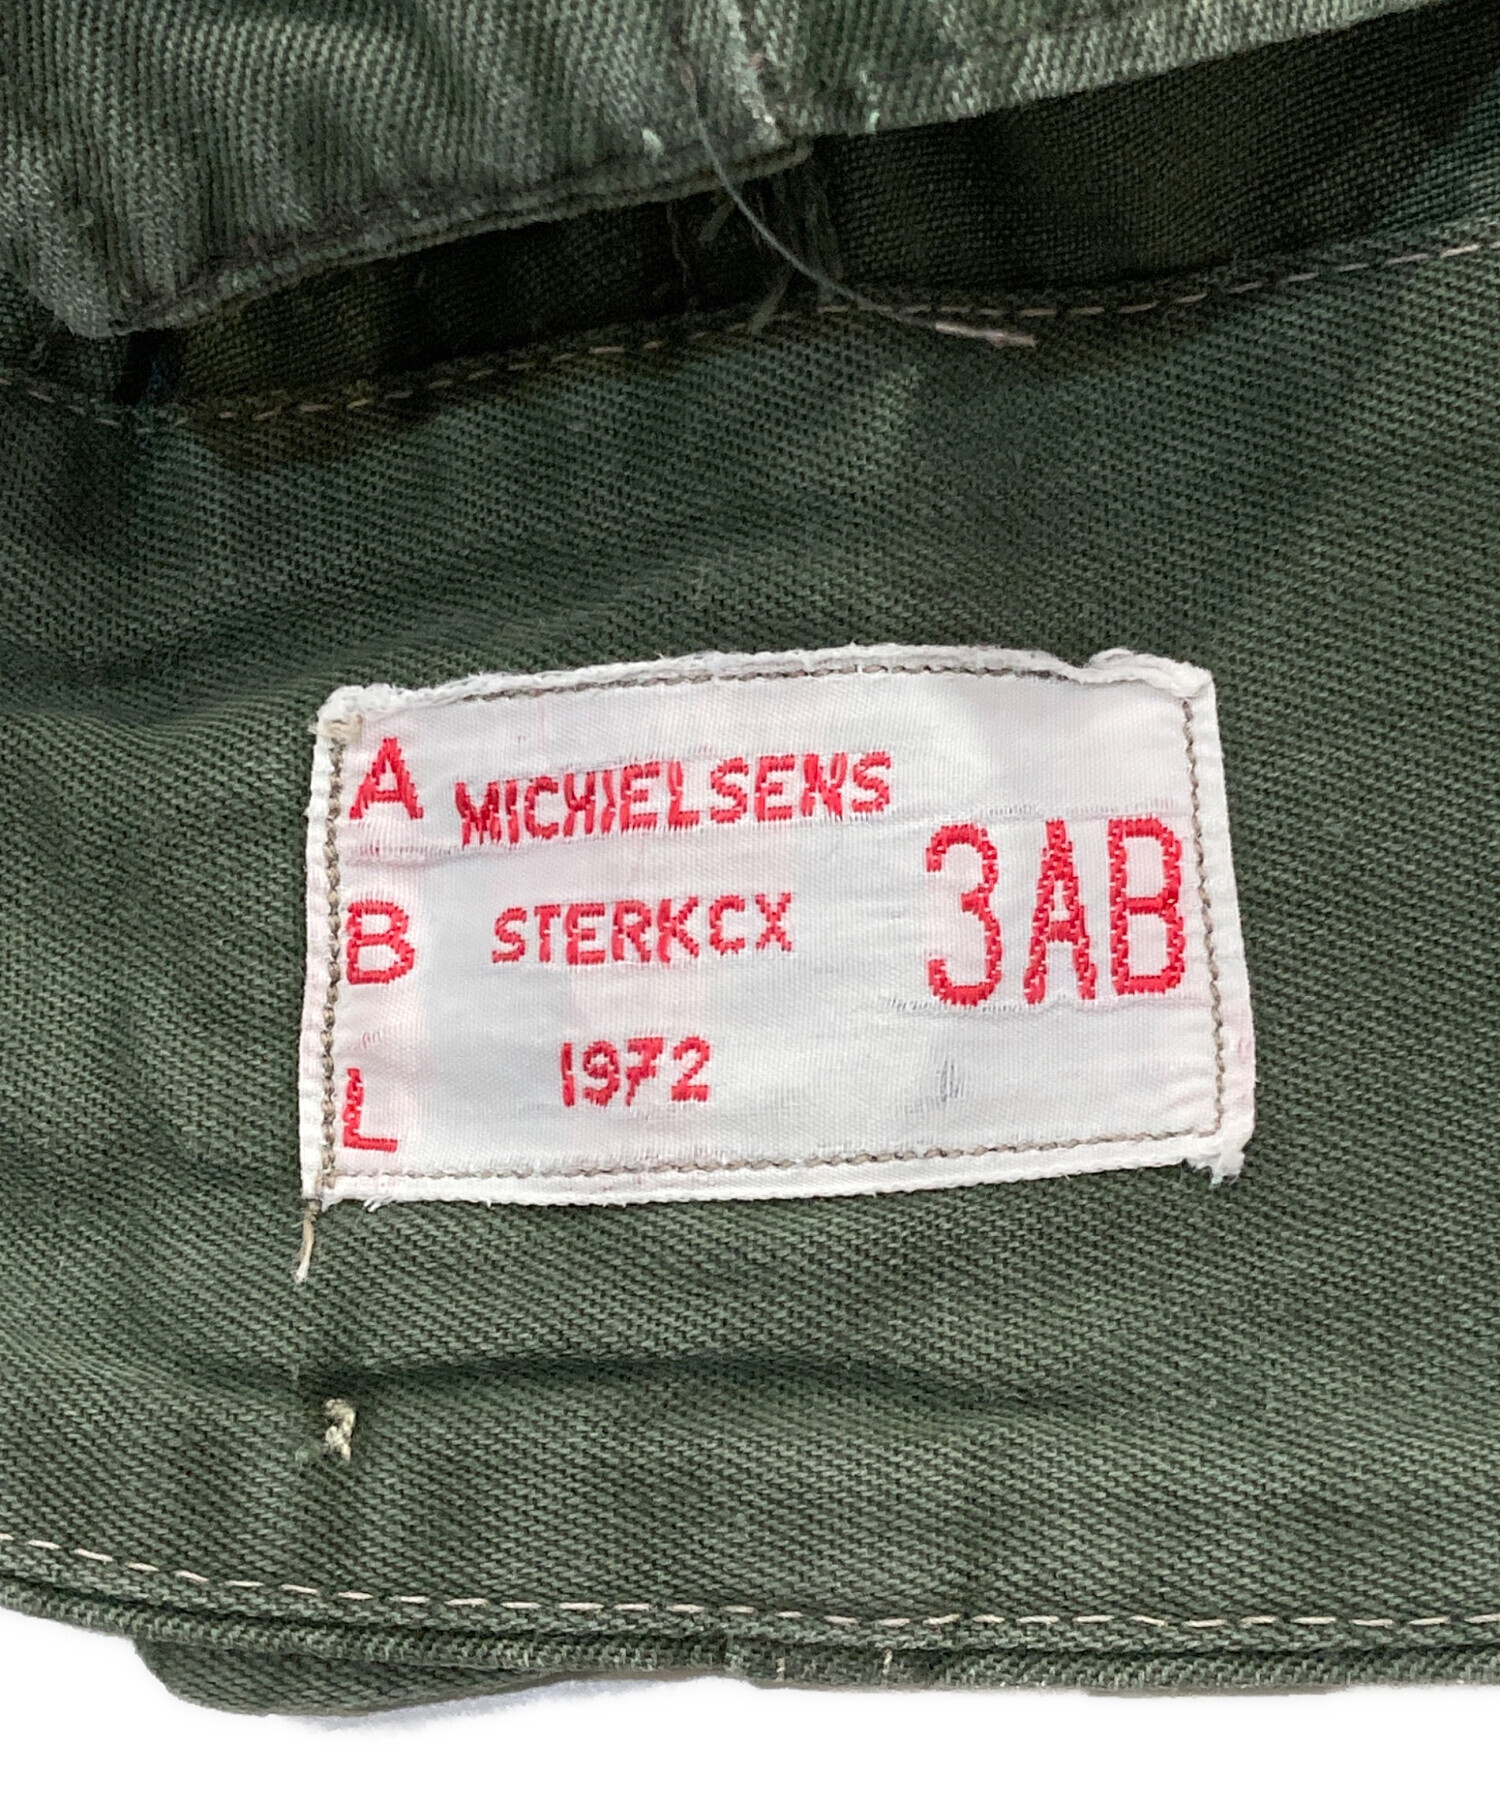 A
B
L
MICHIELSENS
STERKCX
1972
3AB